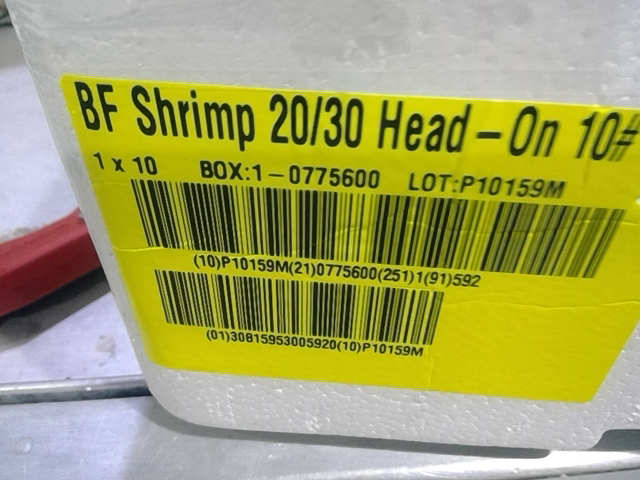 BF Shrimp 20/30 Head-On 10#
1 x 10 BOX:1-0775600 LOT:P10159M
(10)P10159M(21)0775600(251)1(91)592
(01)30815953005920(10)P10159M